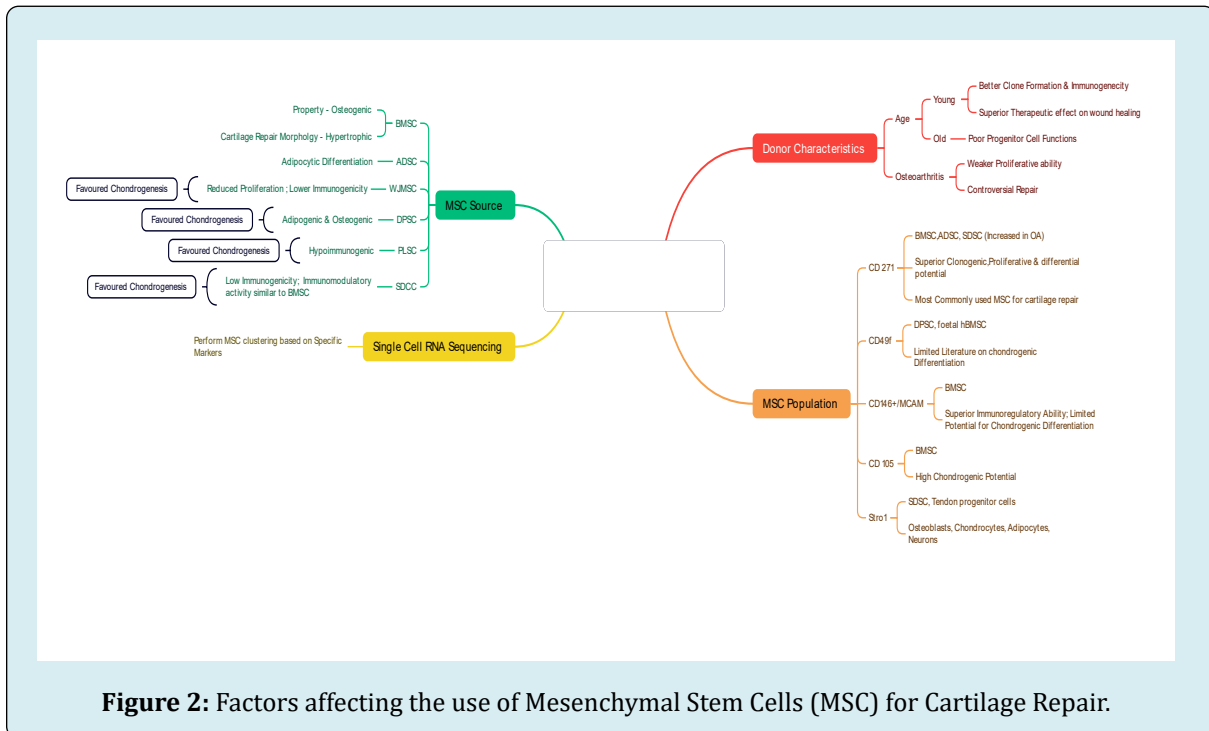 Property - Osteogenic
BMSC
Cartilage Repair Morpholgy - Hypertrophic
Adipocytic Differentiation
ADSC
Favoured Chondrogenesis
Reduced Proliferation ; Lower Immunogenicity
WJMSC
MSC Source
Favoured Chondrogenesis
Adipogenic & Osteogenic
DPSC
Favoured Chondrogenesis
Hypoimmunogenic
PLSC
Favoured Chondrogenesis
Low Immunogenicity; Immunomodulatory
activity similar to BMSC
SDCC
Perform MSC clustering based on Specific
Markers
Single Cell RNA Sequencing
Donor Characteristics
Age
Young
Better Clone Formation & Immunogenecity
Superior Therapeutic effect on wound healing
Old
Poor Progenitor Cell Functions
Osteoarthritis
Weaker Proliferative ability
Controversial Repair
MSC Population
CD 271
BMSC,ADSC, SDSC (Increased in OA)
Superior Clonogenic,Proliferative & differential
potential
Most Commonly used MSC for cartilage repair
CD49f
DPSC, foetal hBMSC
Limited Literature on chondrogenic
Differentiation
CD146+/MCAM
BMSC
Superior Immunoregulatory Ability; Limited
Potential for Chondrogenic Differentiation
CD 105
BMSC
High Chondrogenic Potential
Stro1
SDSC, Tendon progenitor cells
Osteoblasts, Chondrocytes, Adipocytes,
Neurons
Figure 2: Factors affecting the use of Mesenchymal Stem Cells (MSC) for Cartilage Repair.